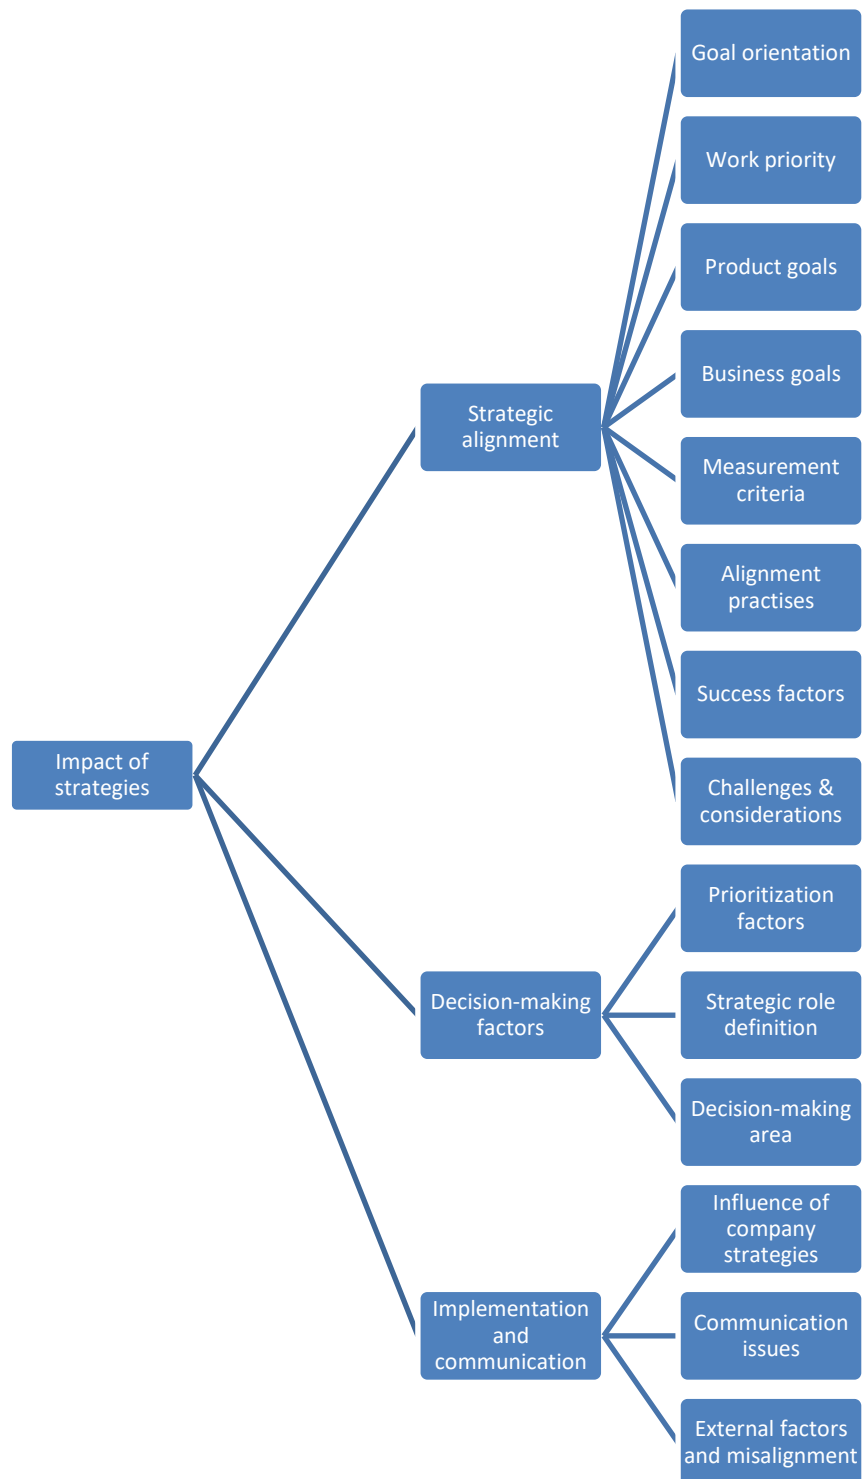 Goal orientation
Work priority
Product goals
Business goals
Strategic
alignment
Measurement
criteria
Alignment
practises
Success factors
Impact of
strategies
Challenges &
considerations
Prioritization
factors
Decision-making
factors
Strategic role
definition
Decision-making
area
Influence of
company
strategies
Implementation
and
communication
Communication
issues
External factors
and misalignment